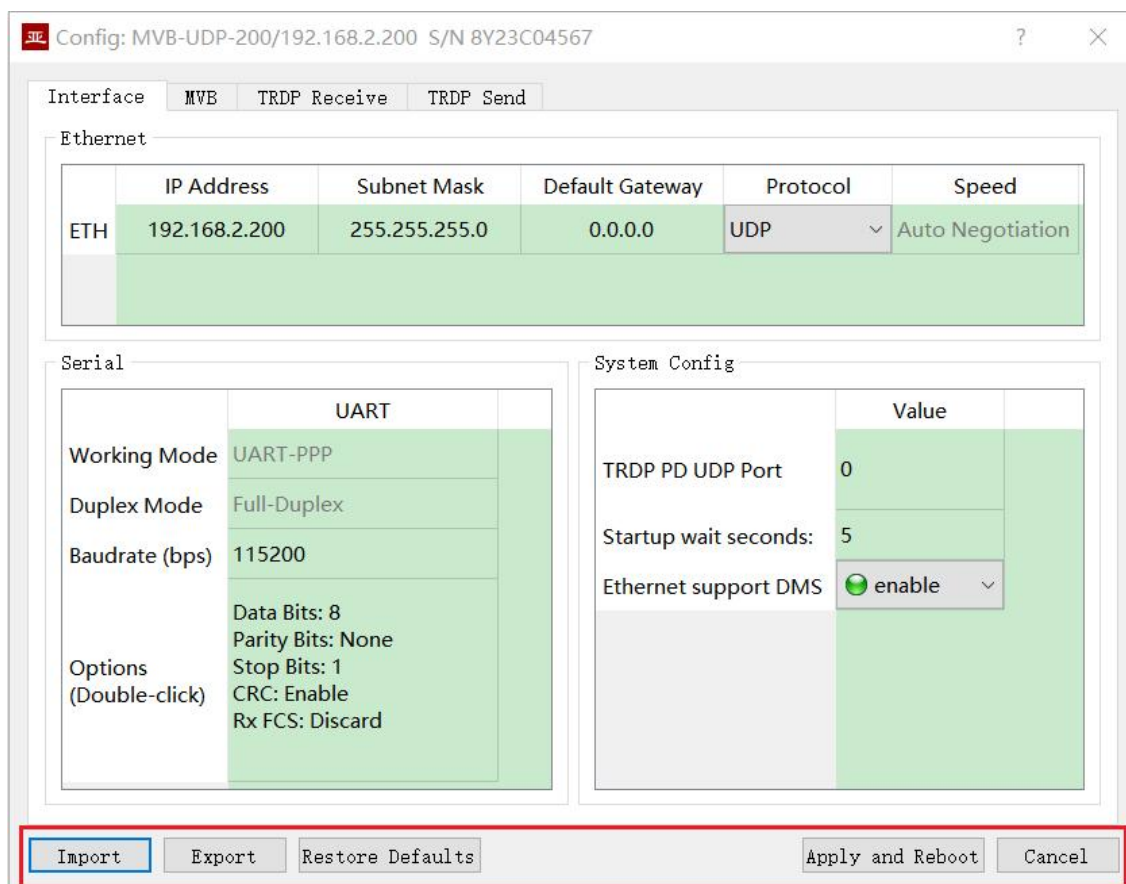 亚 Config: MVB-UDP-200/192.168.2.200 S/N 8Y23C04567 ?
Interface MVB TRDP Receive TRDP Send
Ethernet
IP Address Subnet Mask Default Gateway Protocol Speed
ETH 192.168.2.200 255.255.255.0 0.0.0.0 UDP Auto Negotiation
Serial
UART
Working Mode UART-PPP
Duplex Mode Full-Duplex
Baudrate (bps) 115200
Options
(Double-click)
Data Bits: 8
Parity Bits: None
Stop Bits: 1
CRC: Enable
Rx FCS: Discard
System Config
Value
TRDP PD UDP Port 0
Startup wait seconds: 5
Ethernet support DMS enable
Import Export Restore Defaults Apply and Reboot Cancel